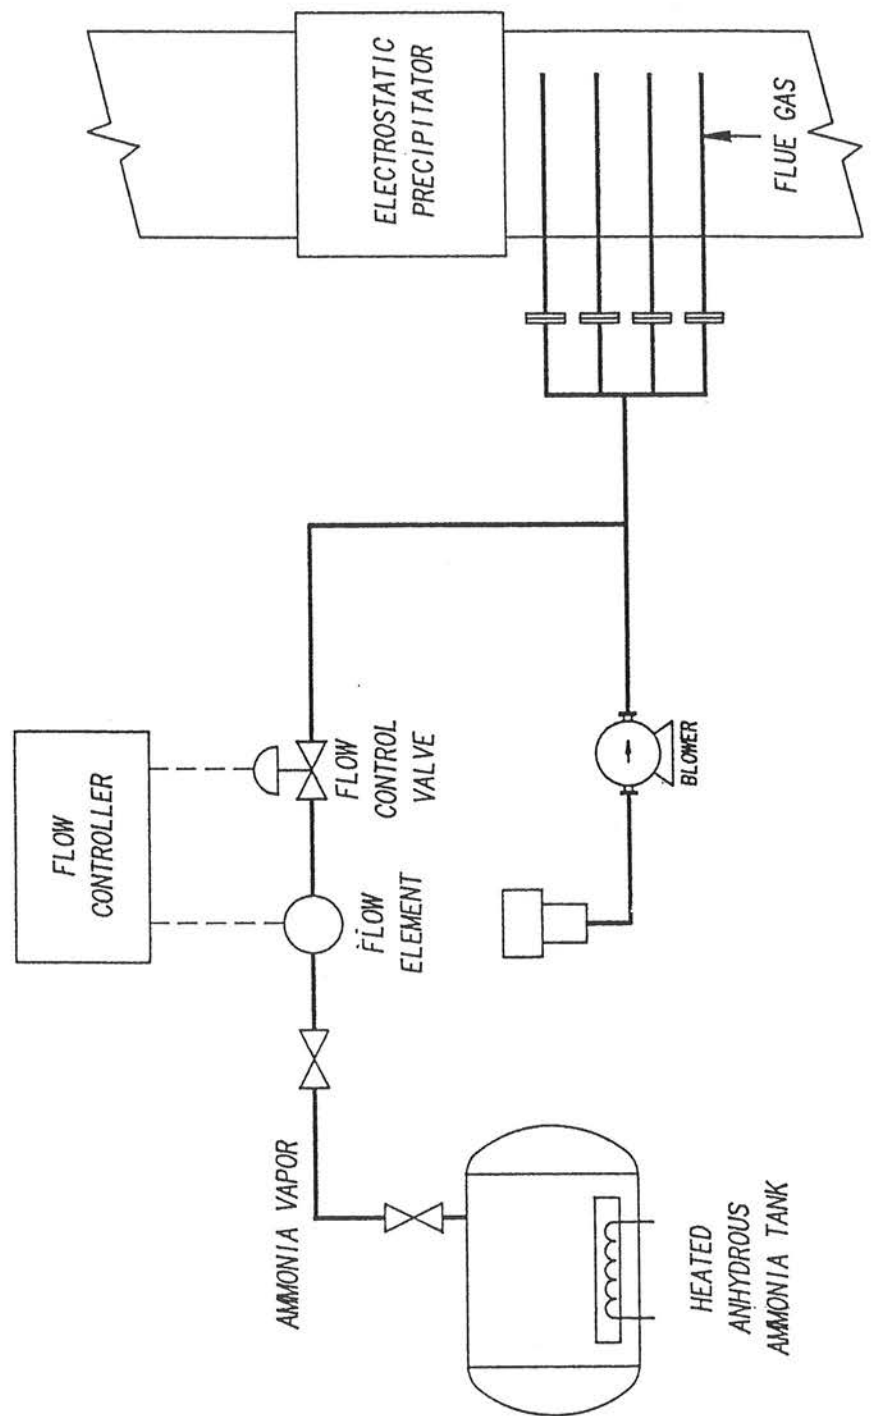 ELECTROSTATIC
PRECIPITATOR
FLUE GAS
FLOW
CONTROLLER
FLOW
CONTROL
VALVE
FLOW
ELEMENT
BLOWER
AMMONIA VAPOR
HEATED
ANHYDROUS
AMMONIA TANK